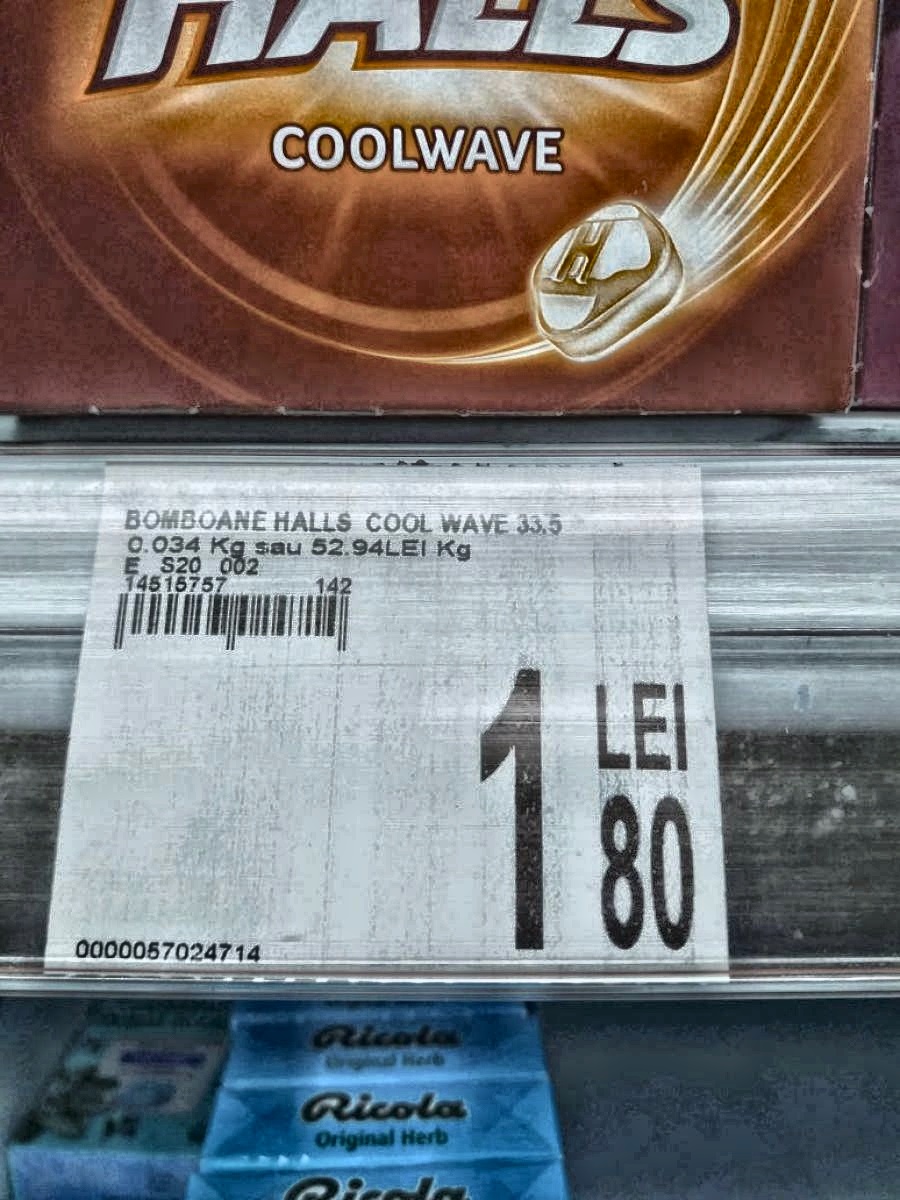 HALLS
COOLWAVE
H
BOMBOANE HALLS COOL WAVE 33.5
0.034 Kg sau 52.94LEI Kg
E S20 002
14515757 142
1 LEI
80
0000057024714
Ricola
Original Herb
Ricola
Original Herb
Ricola